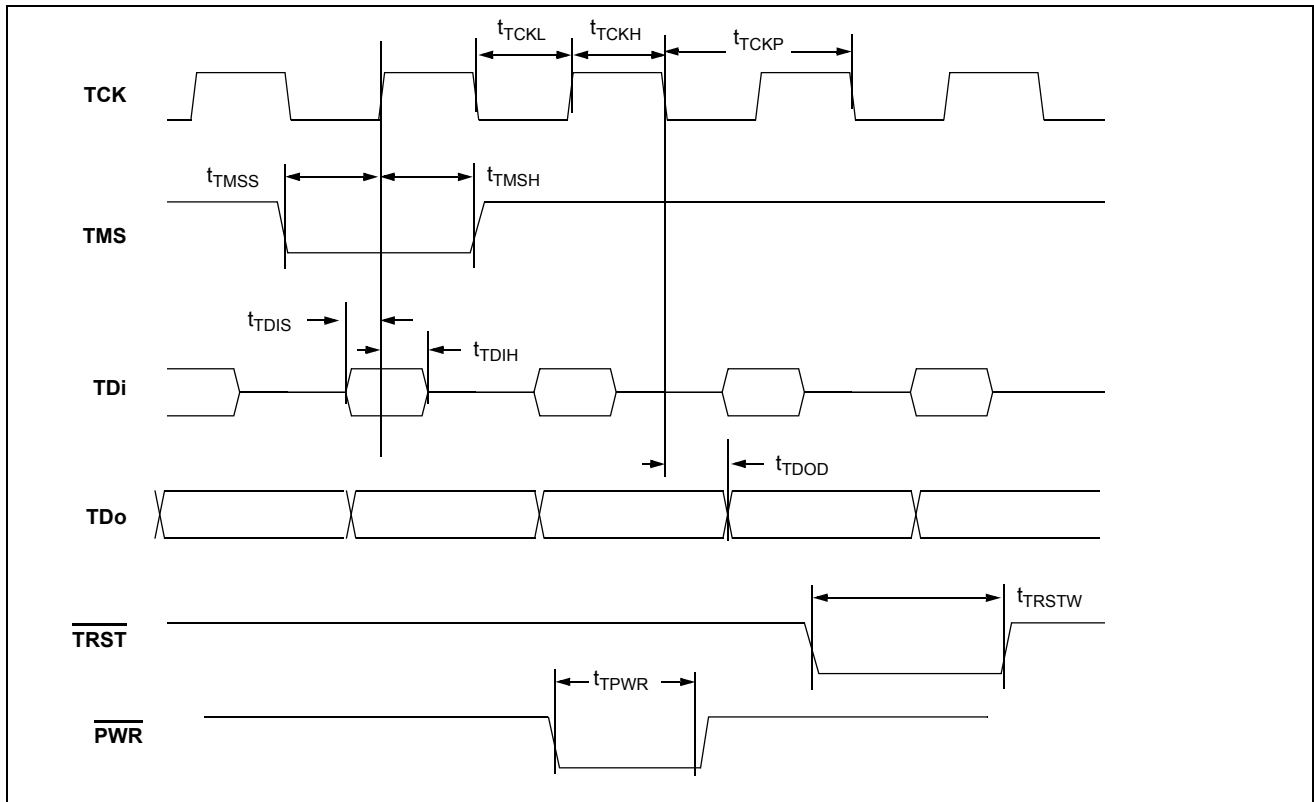 tTCKL tTCKH tTCKP
TCK
tTMSS tTMSH
TMS
tTDIS
tTDIH
TDi
tTDOD
TDo
tTRSTW
TRST
tTPWR
PWR